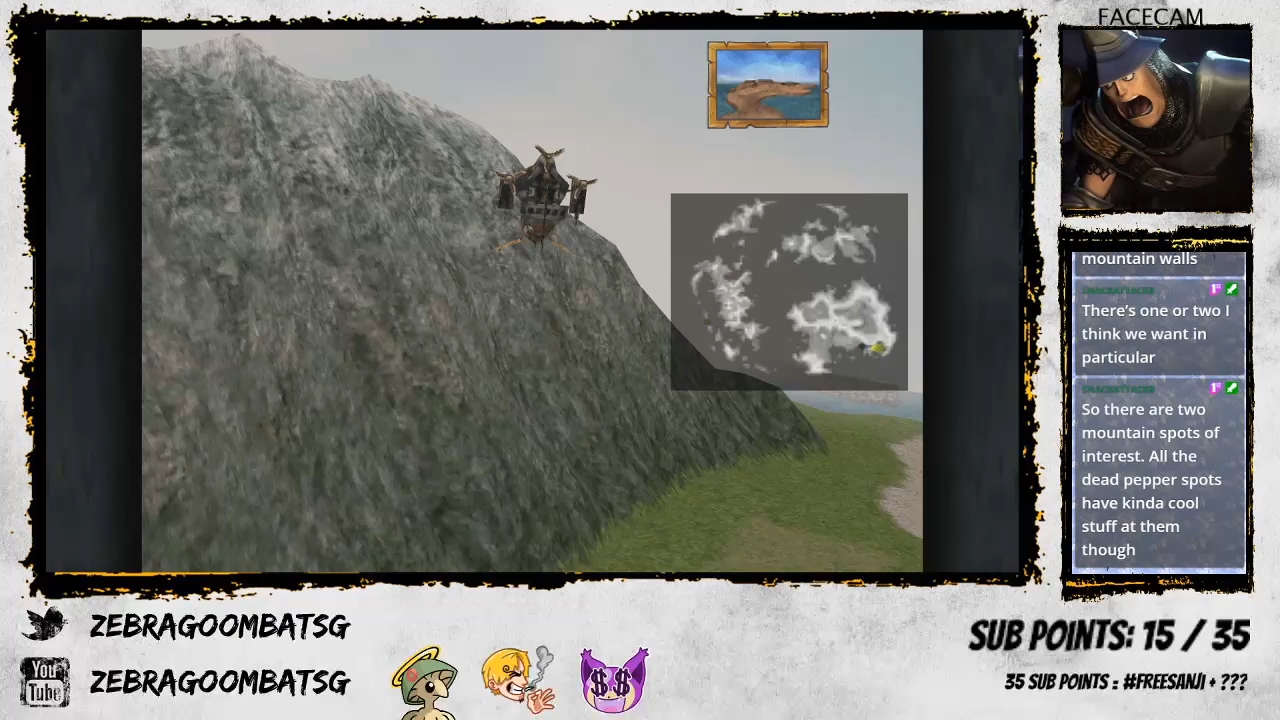 FACECAM
mountain walls
There's one or two I
think we want in
particular
So there are two
mountain spots of
interest. All the
dead pepper spots
have kinda cool
stuff at them
though
ZEBRAGOOMBATSG
You
Tube
ZEBRAGOOMBATSG
SUB POINTS: 15 / 35
35 SUB POINTS = #FREESANJI + ???